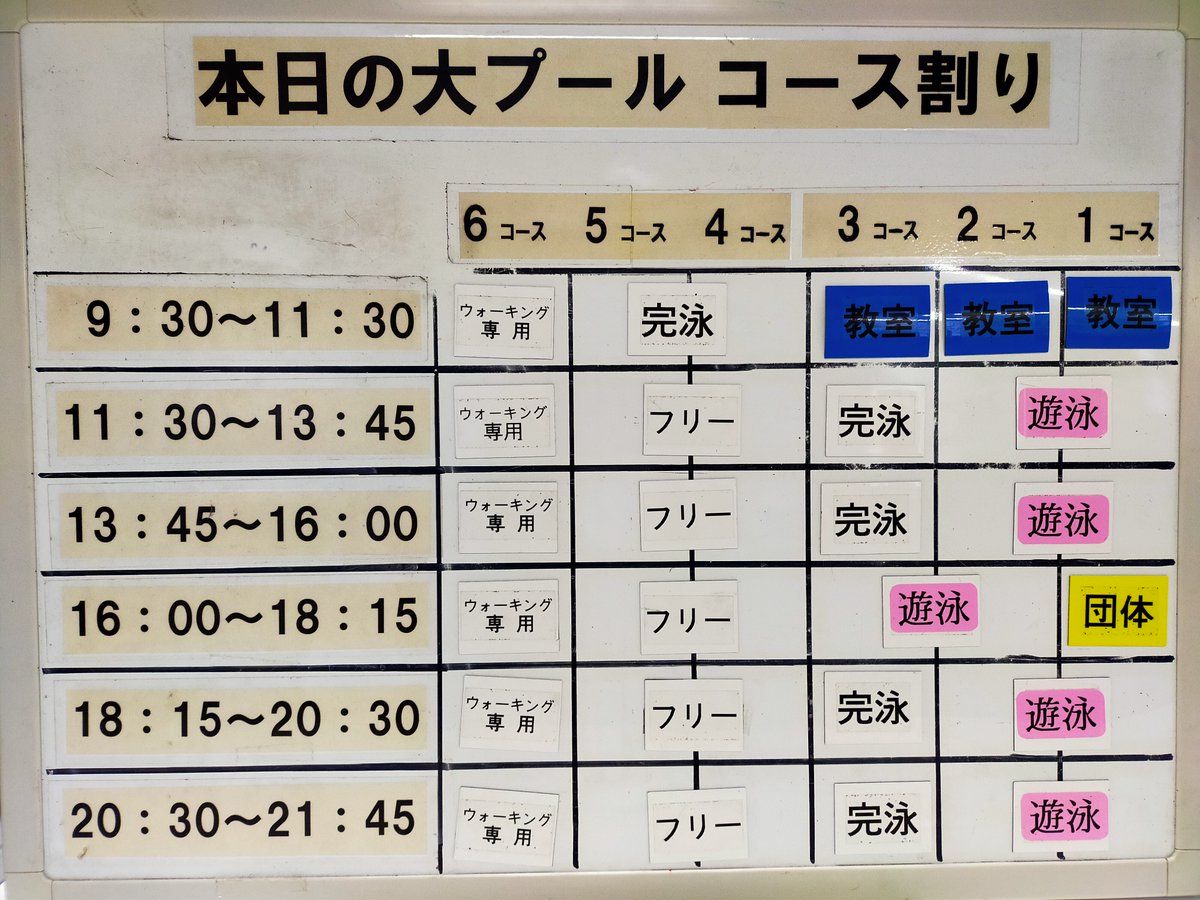 本日の大プール コース割り
6 コース 5 コース 4 コース 3 コース 2 コース 1 コース
9：30～11：30 ウォーキング専用 完泳 教室 教室 教室
11：30～13：45 ウォーキング専用 フリー 完泳 遊泳
13：45～16：00 ウォーキング専用 フリー 完泳 遊泳
16：00～18：15 ウォーキング専用 フリー 遊泳 団体
18：15～20：30 ウォーキング専用 フリー 完泳 遊泳
20：30～21：45 ウォーキング専用 フリー 完泳 遊泳